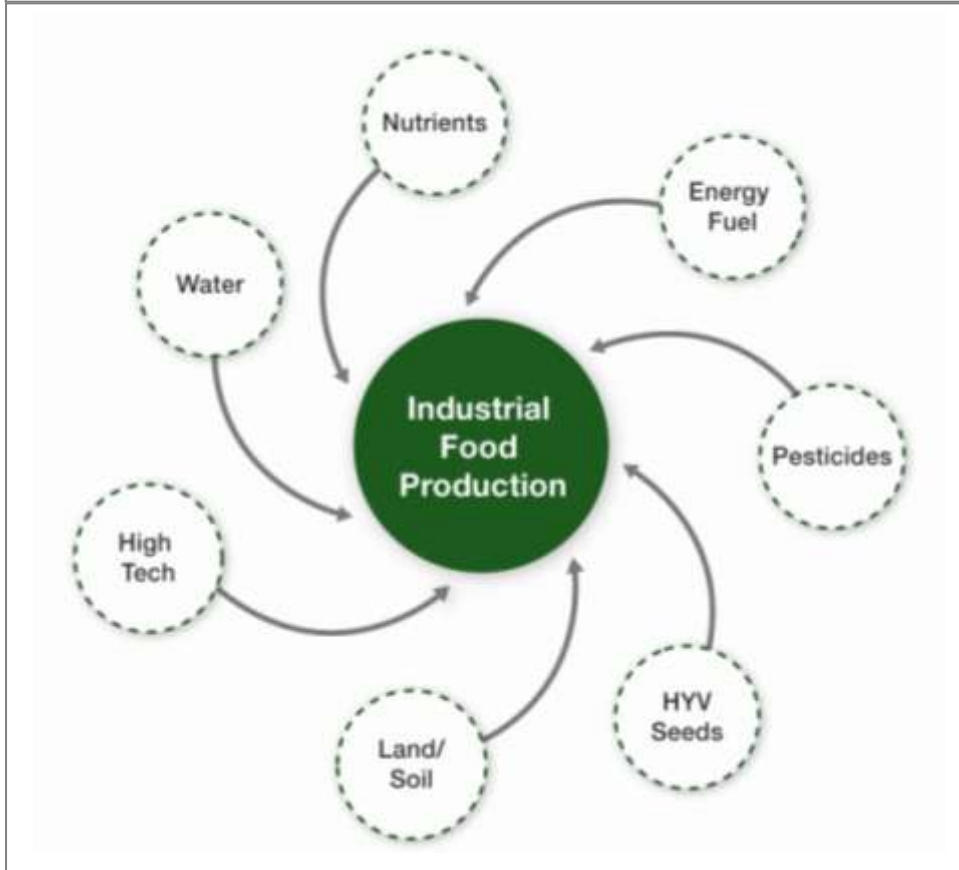 Nutrients
Energy
Fuel
Water
Industrial
Food
Production
Pesticides
High
Tech
HYV
Seeds
Land/
Soil